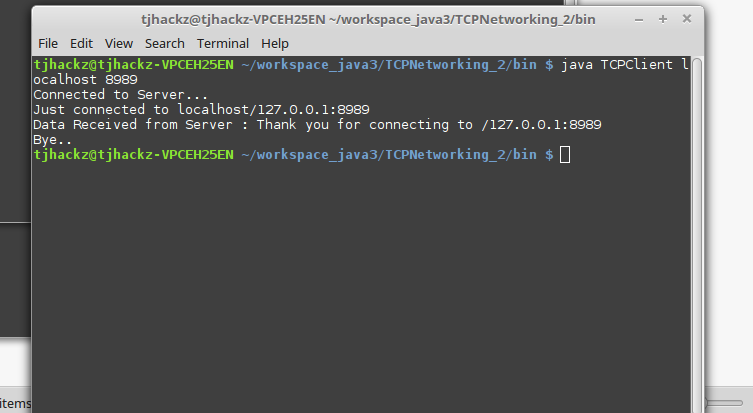 tjhackz@tjhackz-VPCEH25EN ~/workspace_java3/TCPNetworking_2/bin
File Edit View Search Terminal Help
tjhackz@tjhackz-VPCEH25EN ~/workspace_java3/TCPNetworking_2/bin $ java TCPClient l
ocalhost 8989
Connected to Server...
Just connected to localhost/127.0.0.1:8989
Data Received from Server : Thank you for connecting to /127.0.0.1:8989
Bye..
tjhackz@tjhackz-VPCEH25EN ~/workspace_java3/TCPNetworking_2/bin $
items